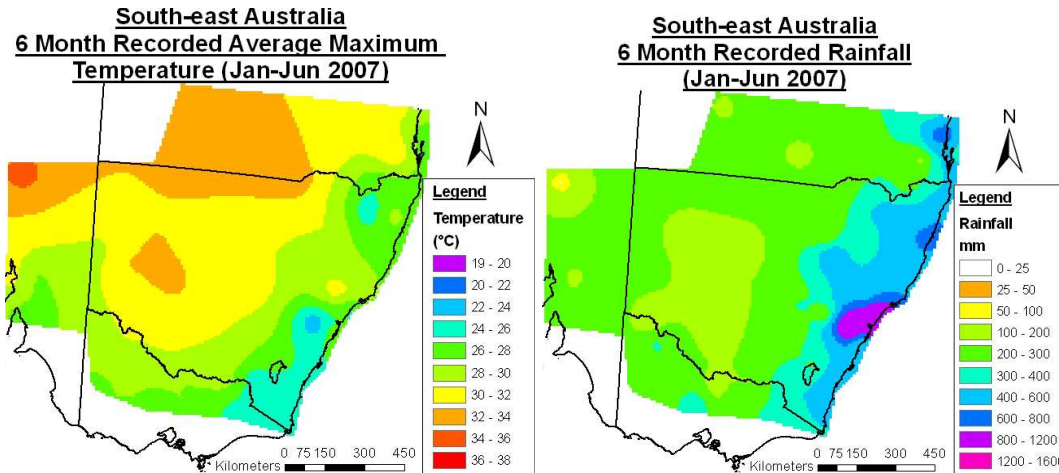 South-east Australia
6 Month Recorded Average Maximum
Temperature (Jan-Jun 2007)
N
Legend
Temperature
(°C)
19 - 20
20 - 22
22 - 24
24 - 26
26 - 28
28 - 30
30 - 32
32 - 34
34 - 36
36 - 38
Kilometers
0 75 150 300 450
South-east Australia
6 Month Recorded Rainfall
(Jan-Jun 2007)
N
Legend
Rainfall
mm
0 - 25
25 - 50
50 - 100
100 - 200
200 - 300
300 - 400
400 - 600
600 - 800
800 - 1200
1200 - 1600
Kilometers
0 75 150 300 450